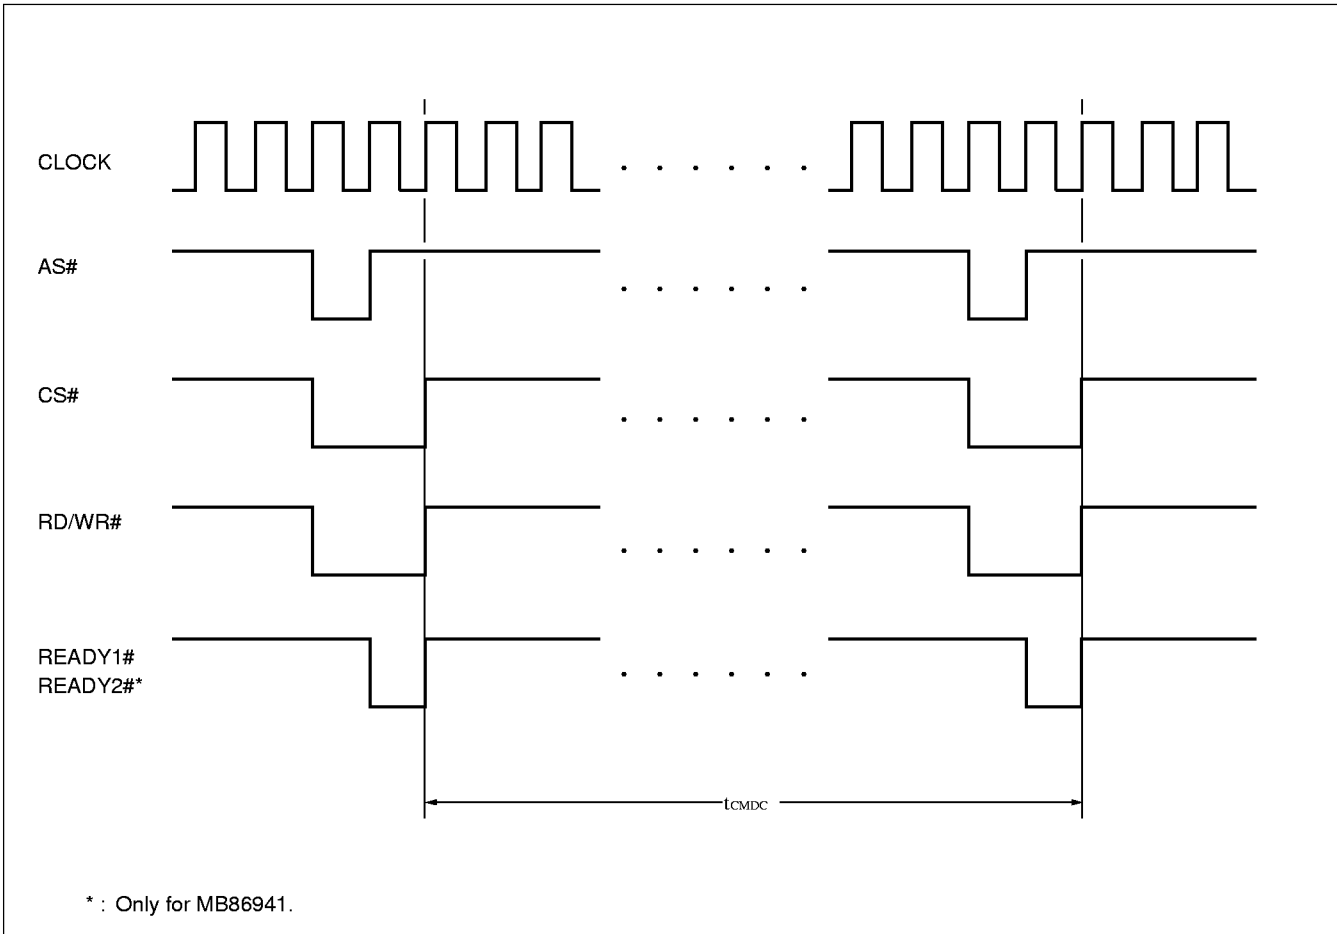 CLOCK
AS#
CS#
RD/WR#
READY1#
READY2#*
tCMDC
* : Only for MB86941.